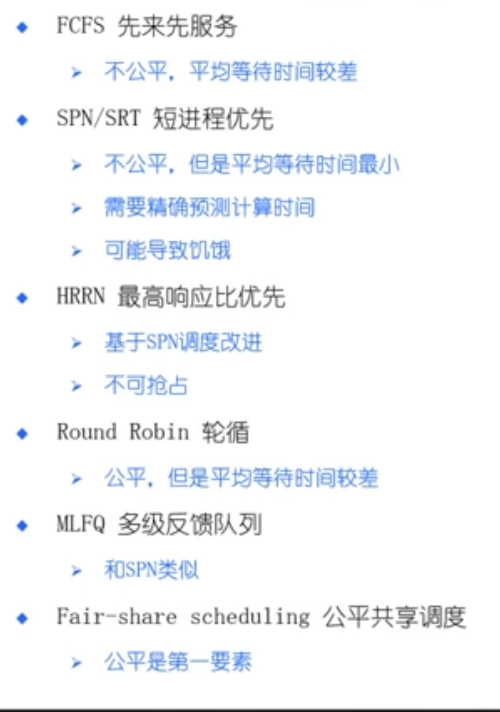 FCFS 先来先服务
不公平，平均等待时间较差
SPN/SRT 短进程优先
不公平，但是平均等待时间最小
需要精确预测计算时间
可能导致饥饿
HRRN 最高响应比优先
基于SPN调度改进
不可抢占
Round Robin 轮循
公平，但是平均等待时间较差
MLFQ 多级反馈队列
和SPN类似
Fair-share scheduling 公平共享调度
公平是第一要素